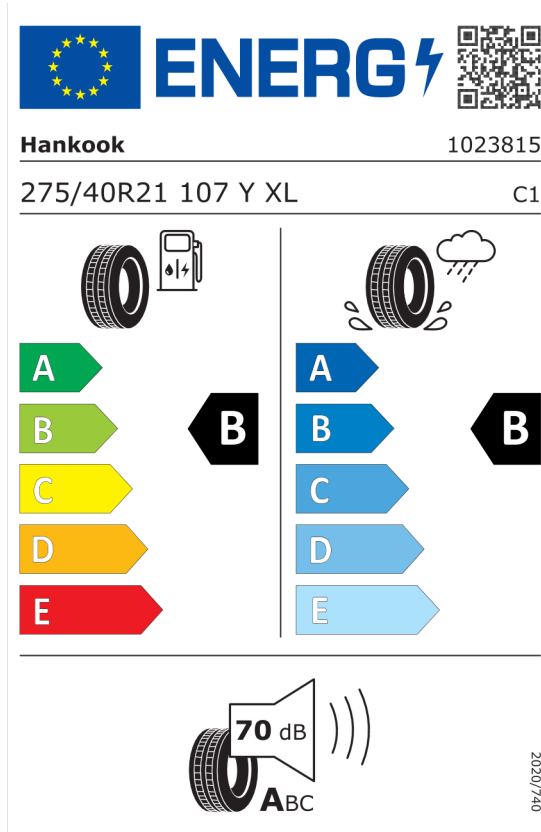 ENERG
Hankook 1023815
275/40R21 107 Y XL C1
A A
B B B B
C C
D D
E E
70 dB
ABC
2020/740